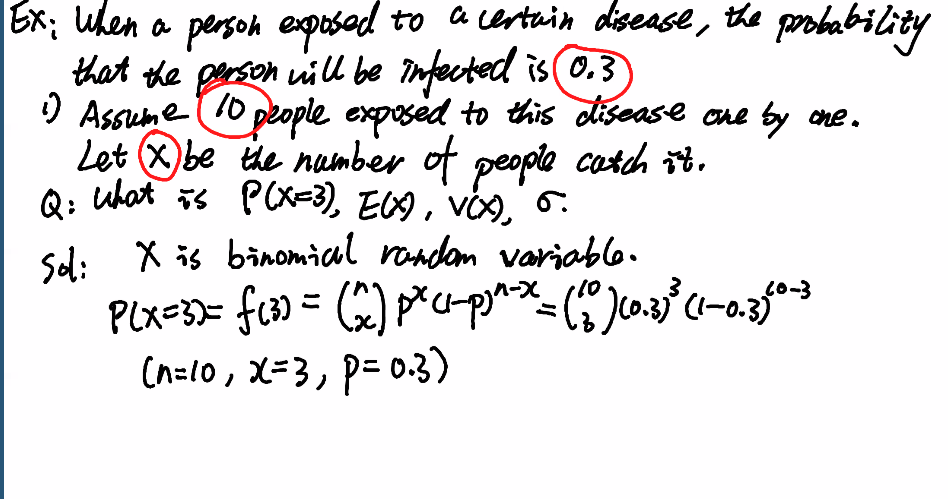 Ex: When a person exposed to a certain disease, the probability
that the person will be infected is 0.3
1) Assume 10 people exposed to this disease one by one.
Let X be the number of people catch it.
Q: What is P(X=3), E(X), V(X), σ.
Sol: X is binomial random variable.
P(X=3)= f(3) = (n x) p^x (1-p)^{n-x} = (10 3)(0.3)^3 (1-0.3)^{10-3}
(n=10, x=3, p=0.3)